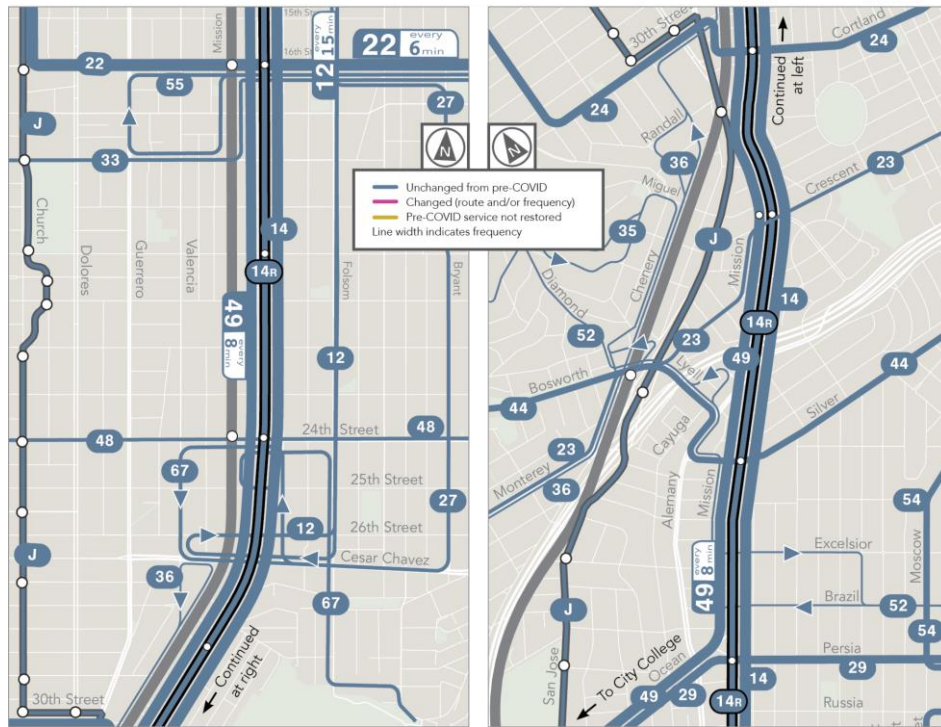 15th Street
16th St
every
15 min
12
22 every
6 min
22
55
27
J
33
Church
Dolores
Guerrero
Valencia
14
14R
Folsom
Bryant
49 every
8 min
12
48
24th Street
48
67
25th Street
27
12
26th Street
Cesar Chavez
J
36
67
Continued
at right
30th Street
Unchanged from pre-COVID
Changed (route and/or frequency)
Pre-COVID service not restored
Line width indicates frequency
N
N
30th Street
Cortland
24
Continued
at left
24
Randall
36
Miguel
Crescent
23
35
J
Mission
14
Chenery
Diamond
14R
52
23
49
Lyell
44
Bosworth
Silver
44
Cayuga
23
Monterey
36
Alemany
Mission
54
Excelsior
Moscow
every
8 min
49
Brazil
52
54
J
Persia
Ocean
29
14
San Jose
To City College
49
29
14R
Russia